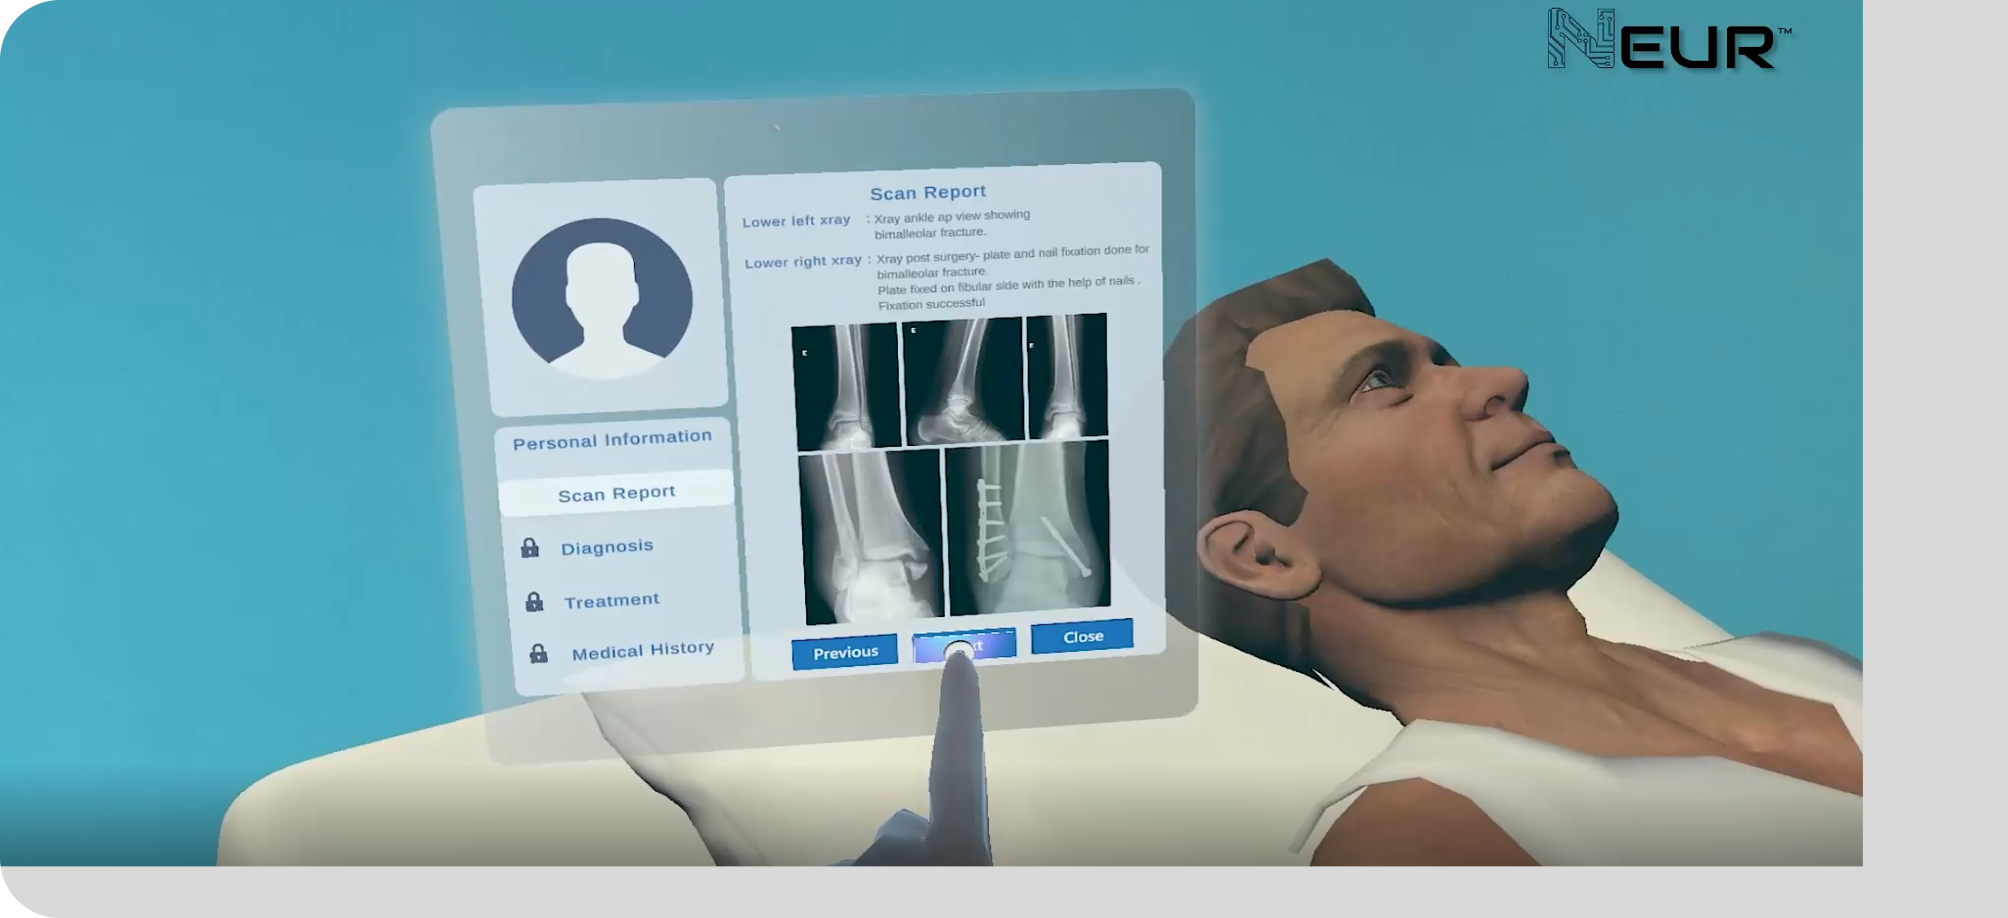 NEUR™
Scan Report
Lower left xray : Xray ankle ap view showing
bimalleolar fracture.
Lower right xray : Xray post surgery- plate and nail fixation done for
bimalleolar fracture.
Plate fixed on fibular side with the help of nails .
Fixation successful
E
E
E
Personal Information
Scan Report
Diagnosis
Treatment
Medical History
Previous
Close